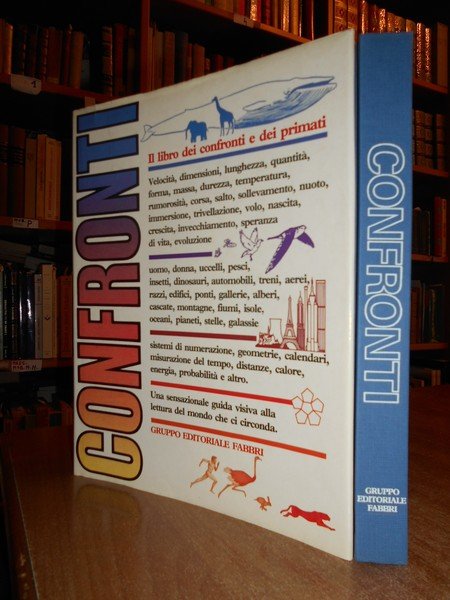 CONFRONTI
Il libro dei confronti e dei primati
Velocità, dimensioni, lunghezza, quantità,
forma, massa, durezza, temperatura,
rumorosità, corsa, salto, sollevamento, nuoto,
immersione, trivellazione, volo, nascita,
crescita, invecchiamento, speranza
di vita, evoluzione
uomo, donna, uccelli, pesci,
insetti, dinosauri, automobili, treni, aerei,
razzi, edifici, ponti, gallerie, alberi,
cascate, montagne, fiumi, isole,
oceani, pianeti, stelle, galassie
sistemi di numerazione, geometrie, calendari,
misurazione del tempo, distanze, calore,
energia, probabilità e altro.
Una sensazionale guida visiva alla
lettura del mondo che ci circonda.
GRUPPO EDITORIALE FABBRI
CONFRONTI
GRUPPO
EDITORIALE
FABBRI